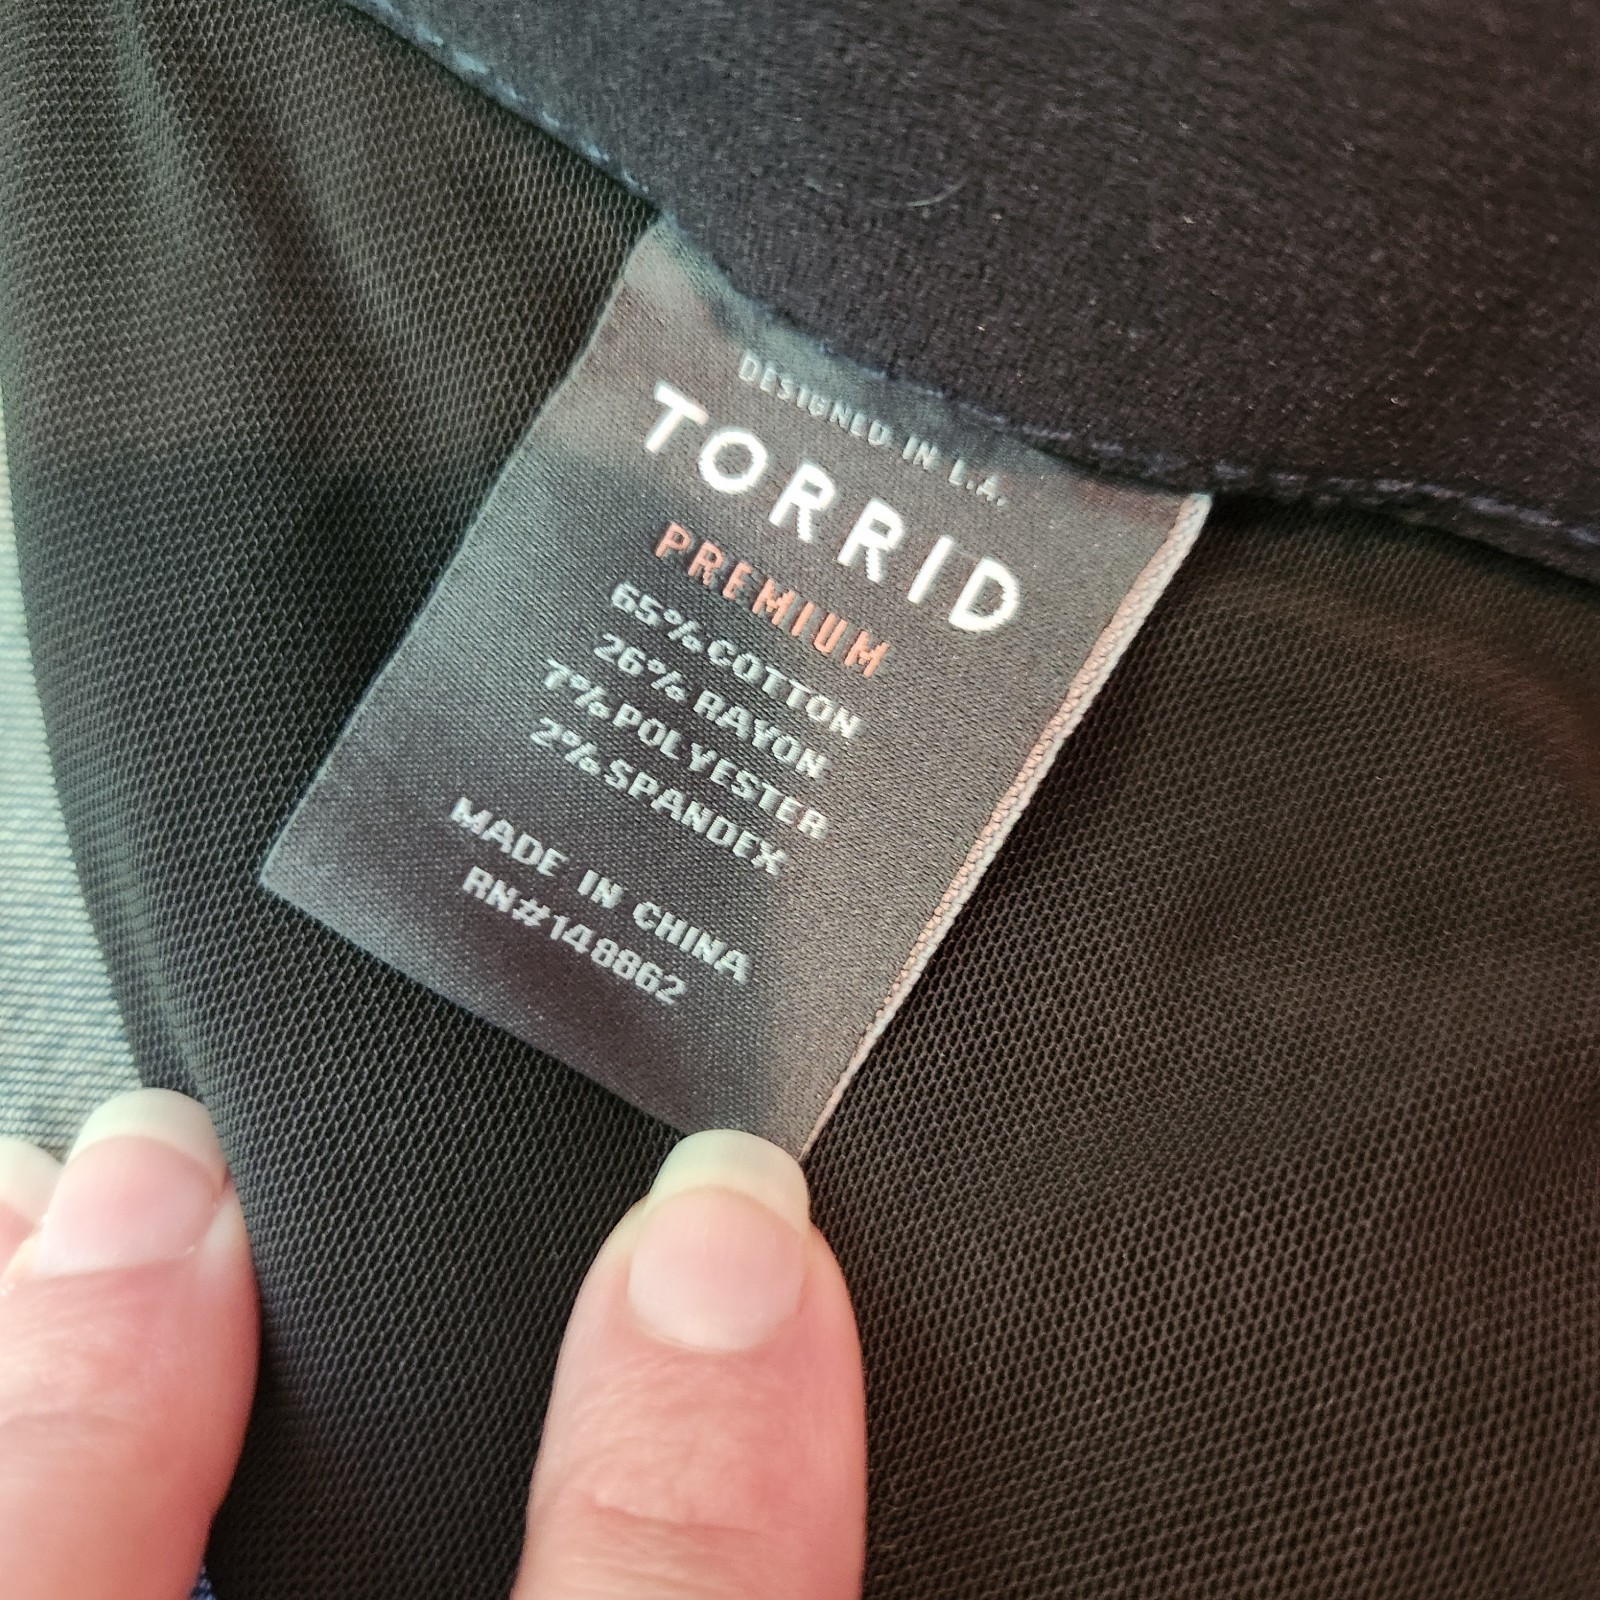 DESIGNED IN L.A.
TORRID
PREMIUM
65% COTTON
26% RAYON
7% POLYESTER
2% SPANDEX
MADE IN CHINA
RN#148862